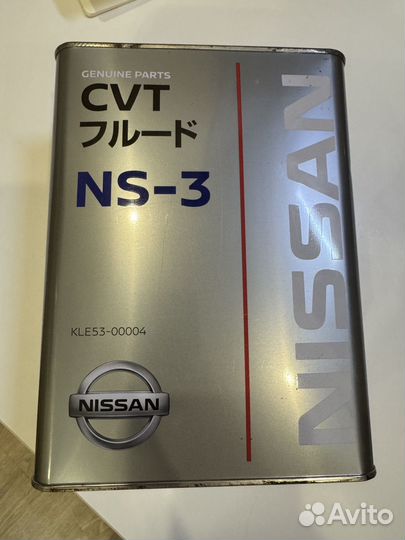 GENUINE PARTS
CVT
フルード
NS-3
KLE53-00004
NISSAN
NISSAN
Avito